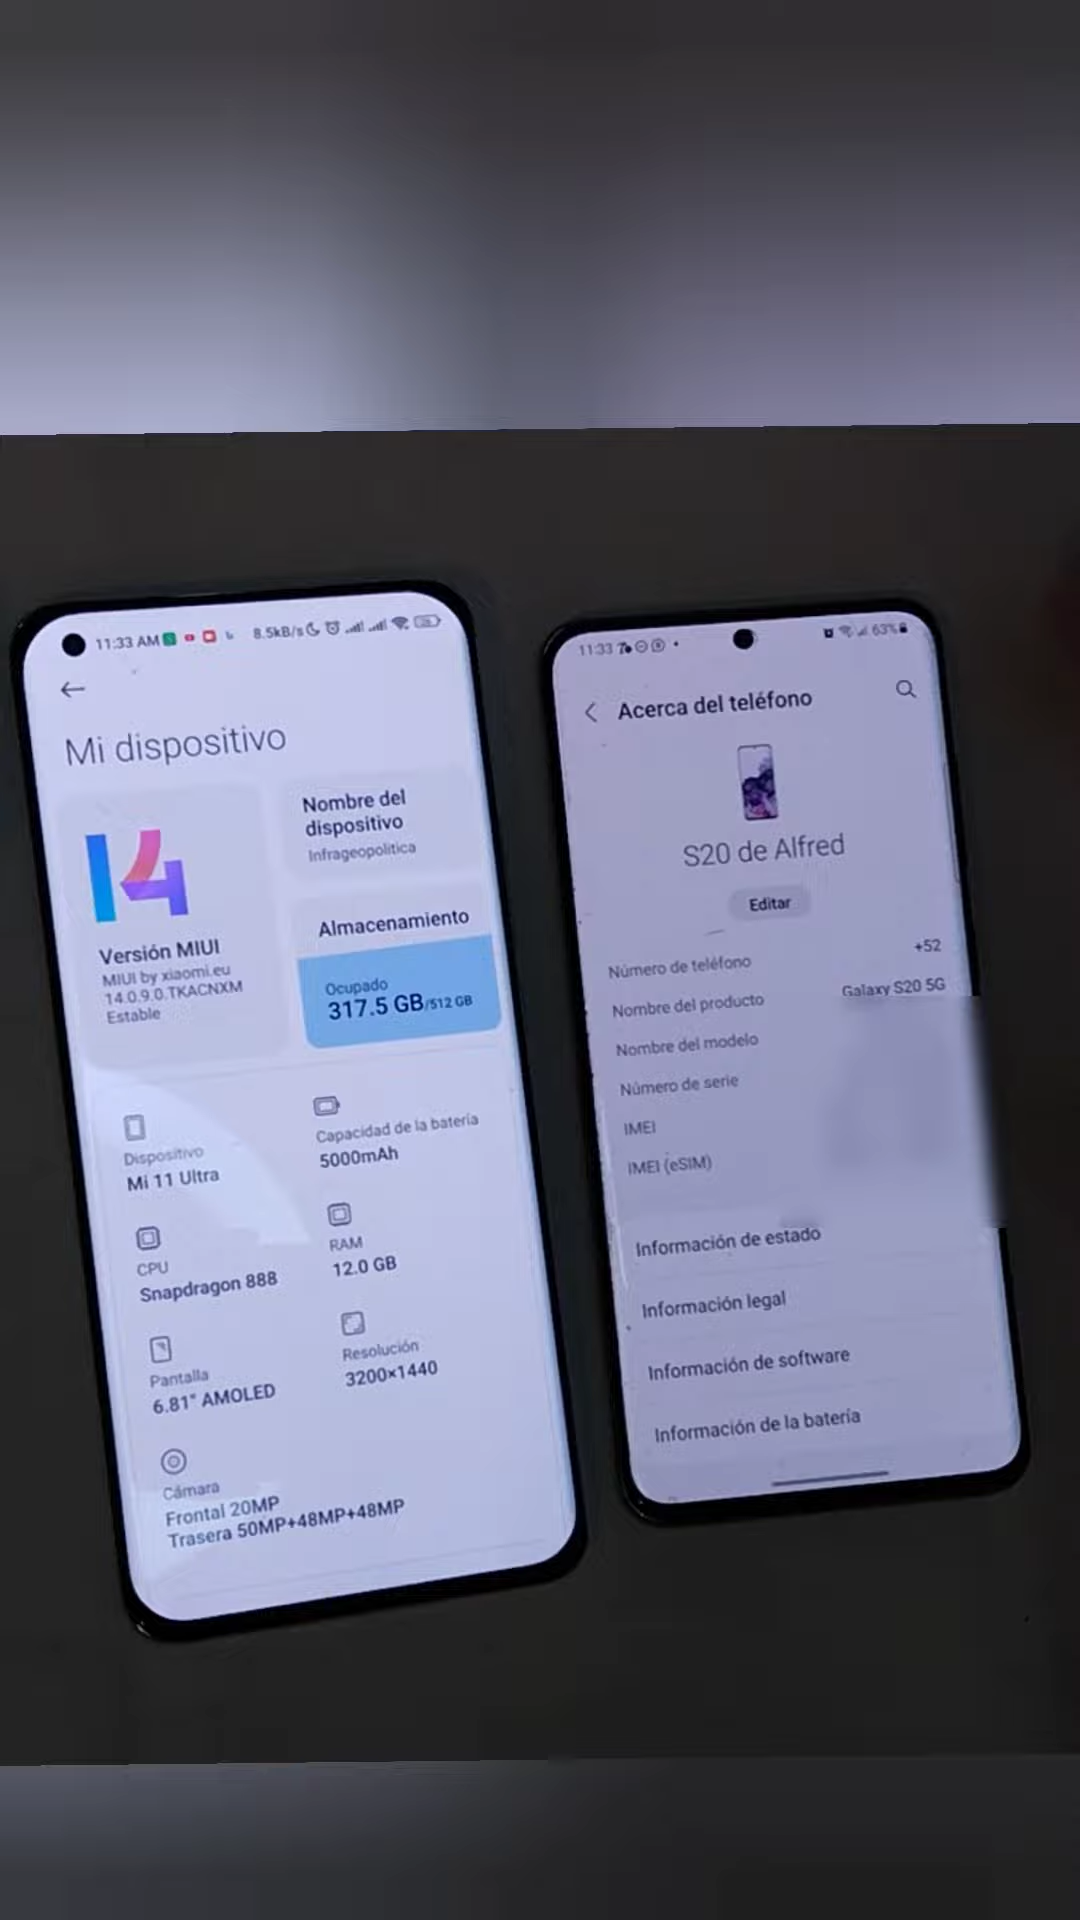 11:33 AM
8.5kB/s
Mi dispositivo
14
Versión MIUI
MIUI by xiaomi.eu
14.0.9.0.TKACNXM
Estable
Nombre del
dispositivo
Infrageopolitica
Almacenamiento
Ocupado
317.5 GB/512 GB
Dispositivo
Mi 11 Ultra
Capacidad de la batería
5000mAh
CPU
Snapdragon 888
RAM
12.0 GB
Pantalla
6.81" AMOLED
Resolución
3200×1440
Cámara
Frontal 20MP
Trasera 50MP+48MP+48MP
11:33
63%
Acerca del teléfono
S20 de Alfred
Editar
Número de teléfono +52
Nombre del producto Galaxy S20 5G
Nombre del modelo
Número de serie
IMEI
IMEI (eSIM)
Información de estado
Información legal
Información de software
Información de la batería